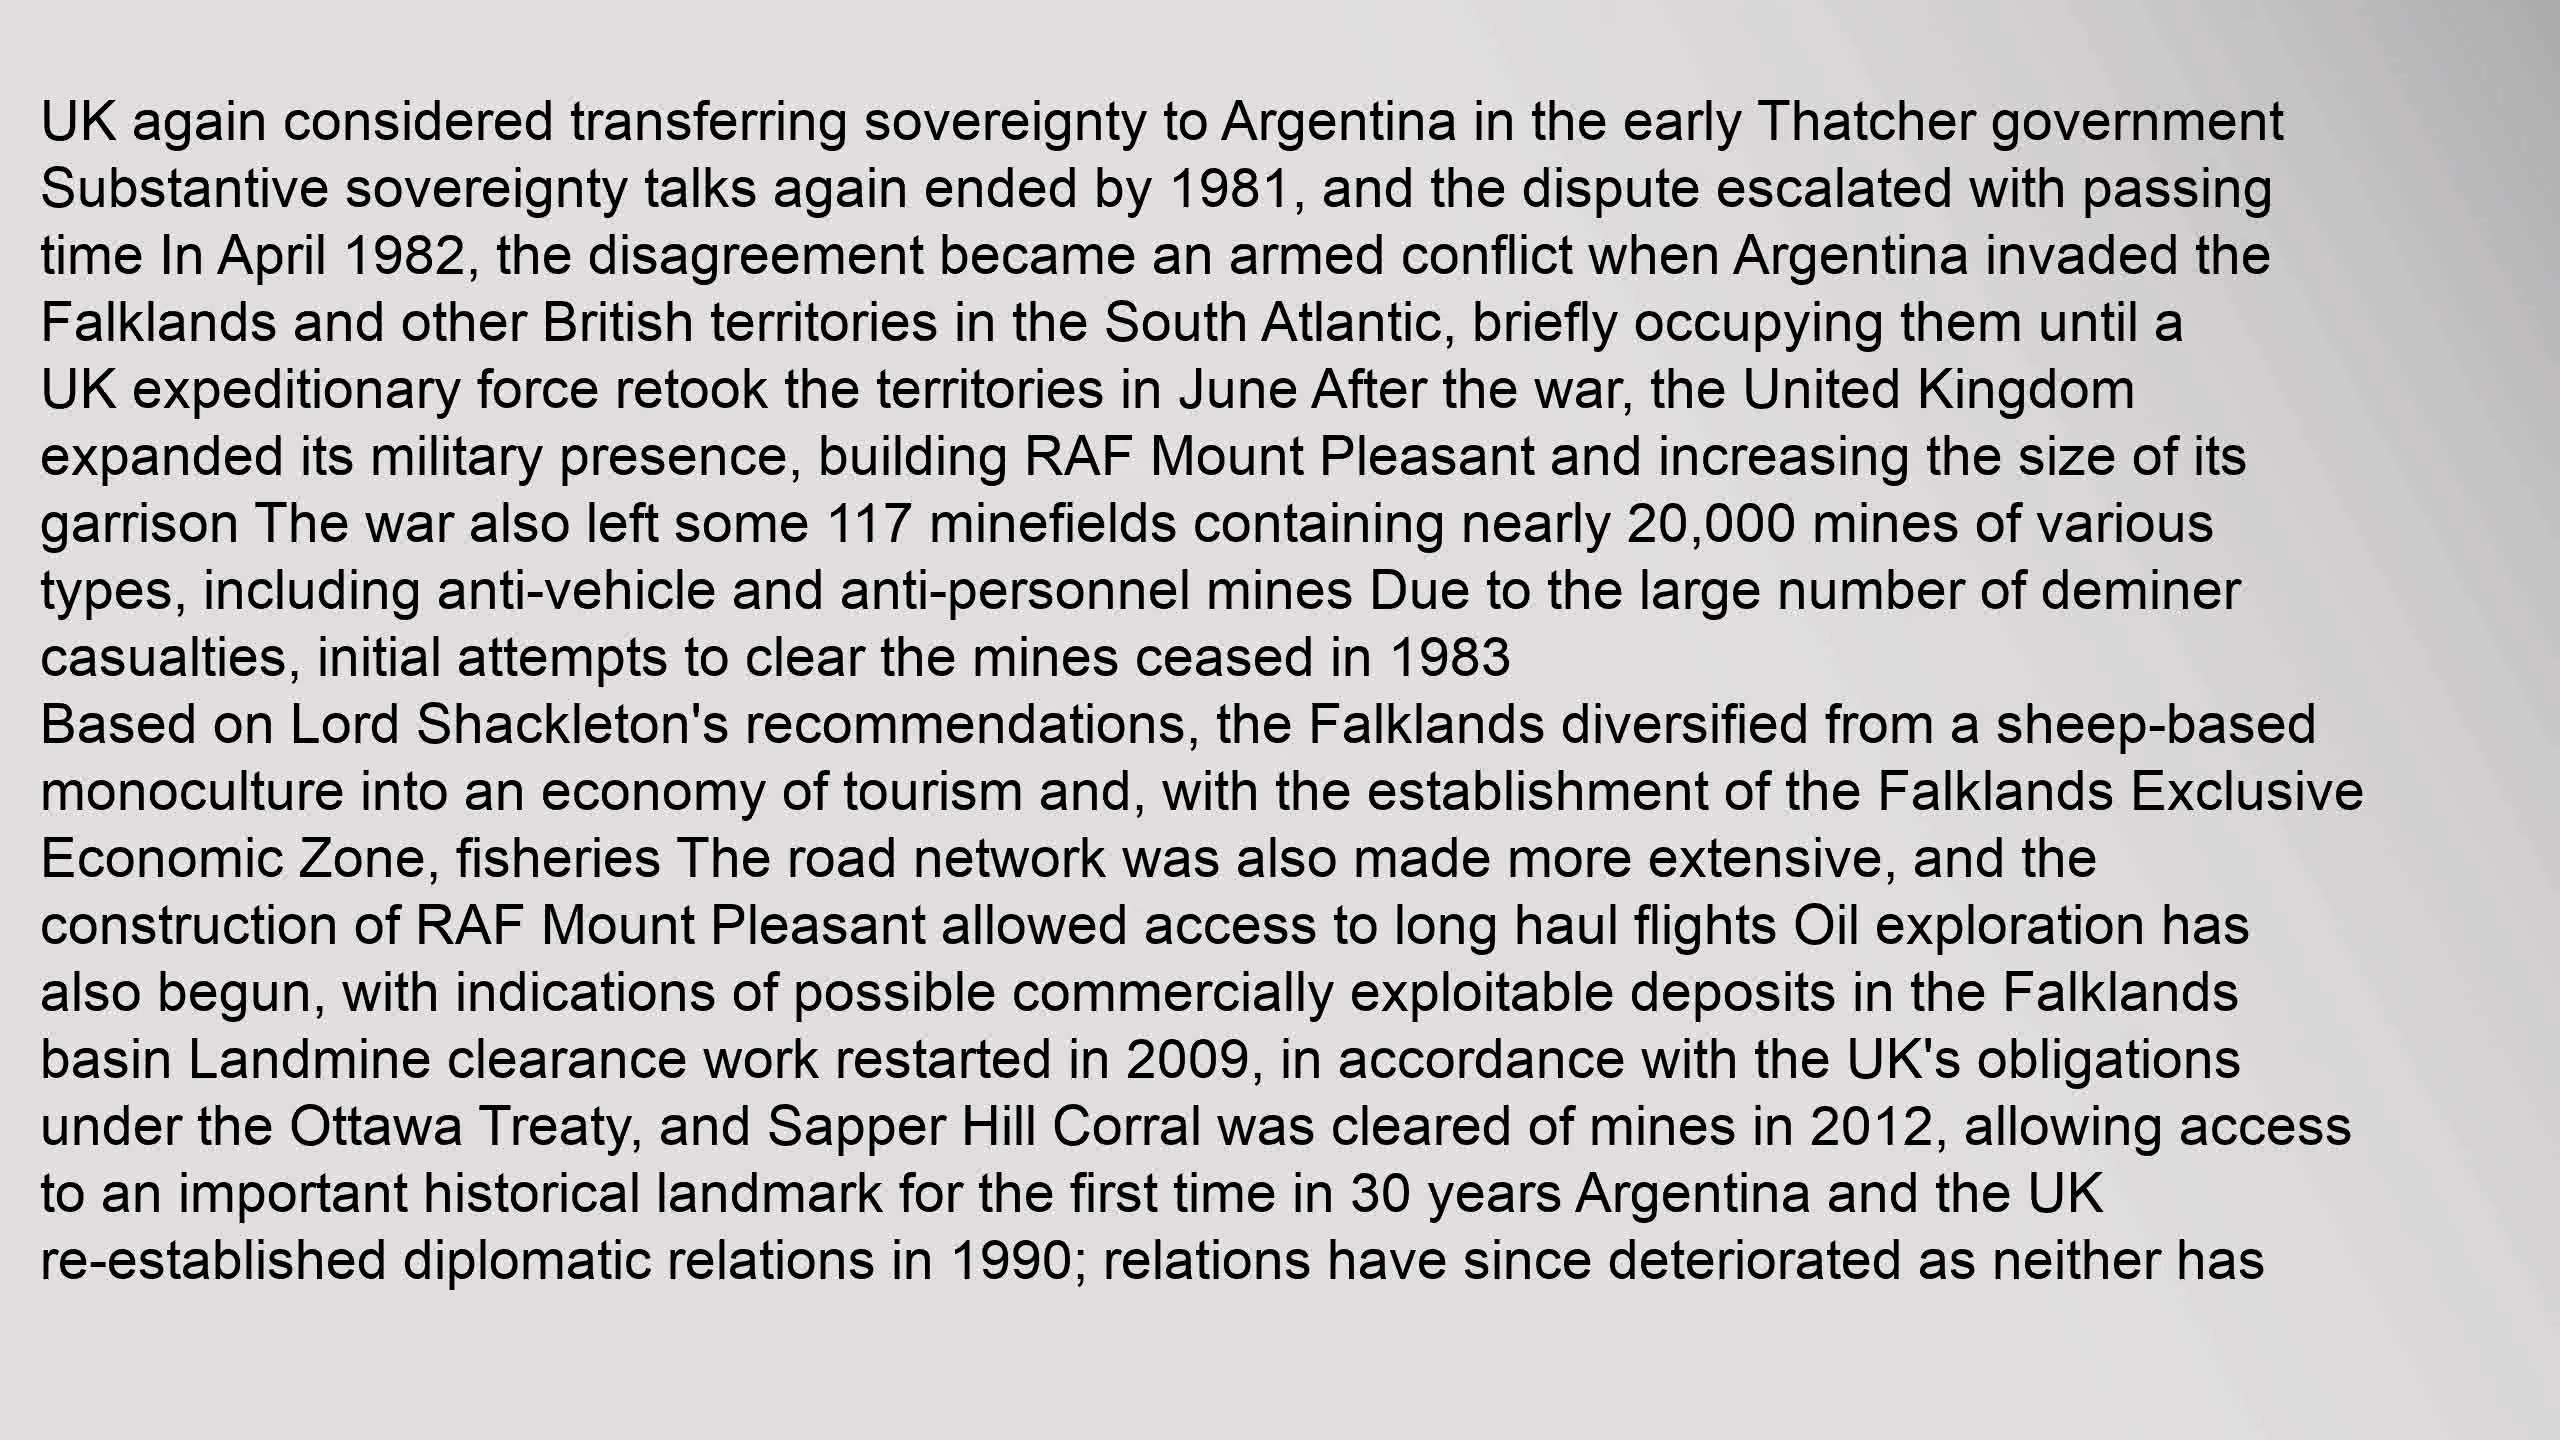 UK again considered transferring sovereignty to Argentina in the early Thatcher government
Substantive sovereignty talks again ended by 1981, and the dispute escalated with passing
time In April 1982, the disagreement became an armed conflict when Argentina invaded the
Falklands and other British territories in the South Atlantic, briefly occupying them until a
UK expeditionary force retook the territories in June After the war, the United Kingdom
expanded its military presence, building RAF Mount Pleasant and increasing the size of its
garrison The war also left some 117 minefields containing nearly 20,000 mines of various
types, including anti-vehicle and anti-personnel mines Due to the large number of deminer
casualties, initial attempts to clear the mines ceased in 1983
Based on Lord Shackleton's recommendations, the Falklands diversified from a sheep-based
monoculture into an economy of tourism and, with the establishment of the Falklands Exclusive
Economic Zone, fisheries The road network was also made more extensive, and the
construction of RAF Mount Pleasant allowed access to long haul flights Oil exploration has
also begun, with indications of possible commercially exploitable deposits in the Falklands
basin Landmine clearance work restarted in 2009, in accordance with the UK's obligations
under the Ottawa Treaty, and Sapper Hill Corral was cleared of mines in 2012, allowing access
to an important historical landmark for the first time in 30 years Argentina and the UK
re-established diplomatic relations in 1990; relations have since deteriorated as neither has